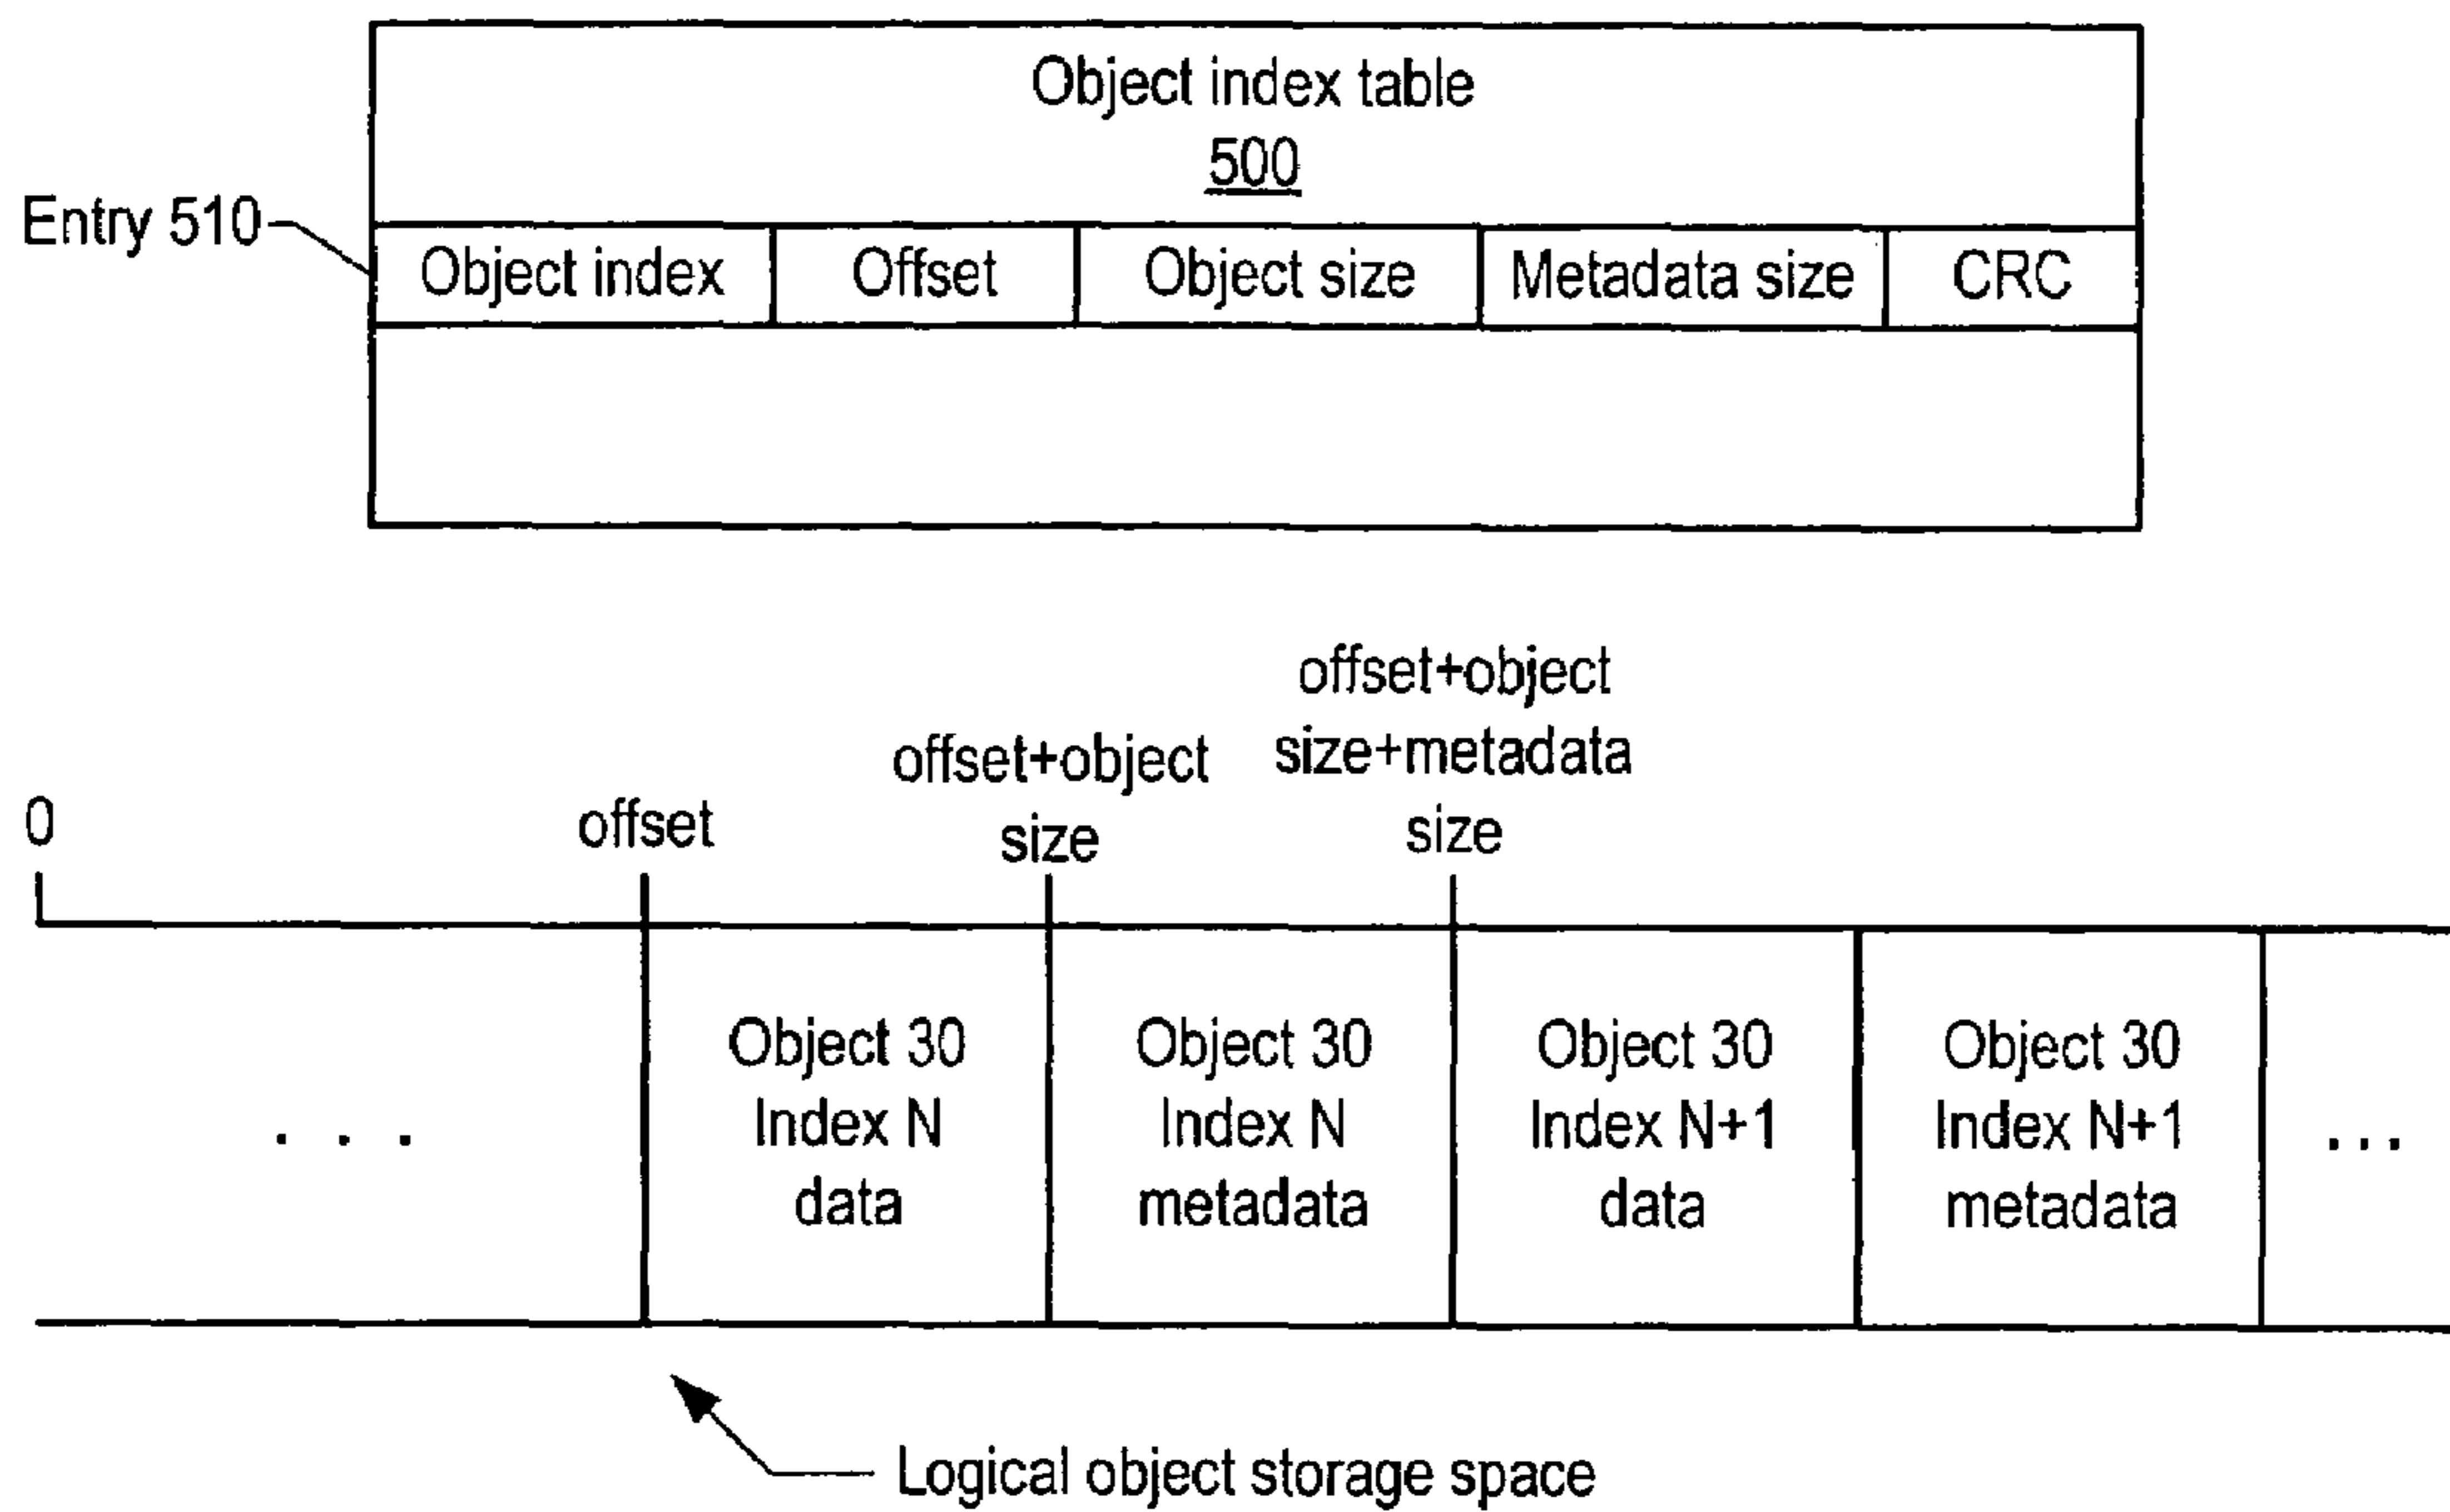 Object index table
500
Entry 510
Object index Offset Object size Metadata size CRC
0
offset
offset+object
size
offset+object
size+metadata
size
. . .
Object 30
Index N
data
Object 30
Index N
metadata
Object 30
Index N+1
data
Object 30
Index N+1
metadata
...
Logical object storage space